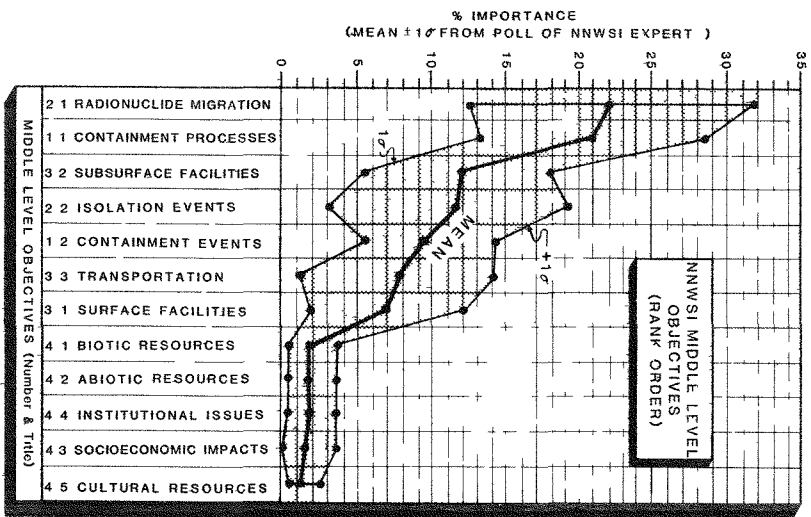 % IMPORTANCE
(MEAN ±1σ FROM POLL OF NNWSI EXPERT )
0 5 10 15 20 25 30 35
MIDDLE LEVEL OBJECTIVES (Number & Title)
2 1 RADIONUCLIDE MIGRATION
1 1 CONTAINMENT PROCESSES
3 2 SUBSURFACE FACILITIES
2 2 ISOLATION EVENTS
1 2 CONTAINMENT EVENTS
3 3 TRANSPORTATION
3 1 SURFACE FACILITIES
4 1 BIOTIC RESOURCES
4 2 ABIOTIC RESOURCES
4 4 INSTITUTIONAL ISSUES
4 3 SOCIOECONOMIC IMPACTS
4 5 CULTURAL RESOURCES
MEAN
+1σ
NNWSI MIDDLE LEVEL
OBJECTIVES
(RANK ORDER)